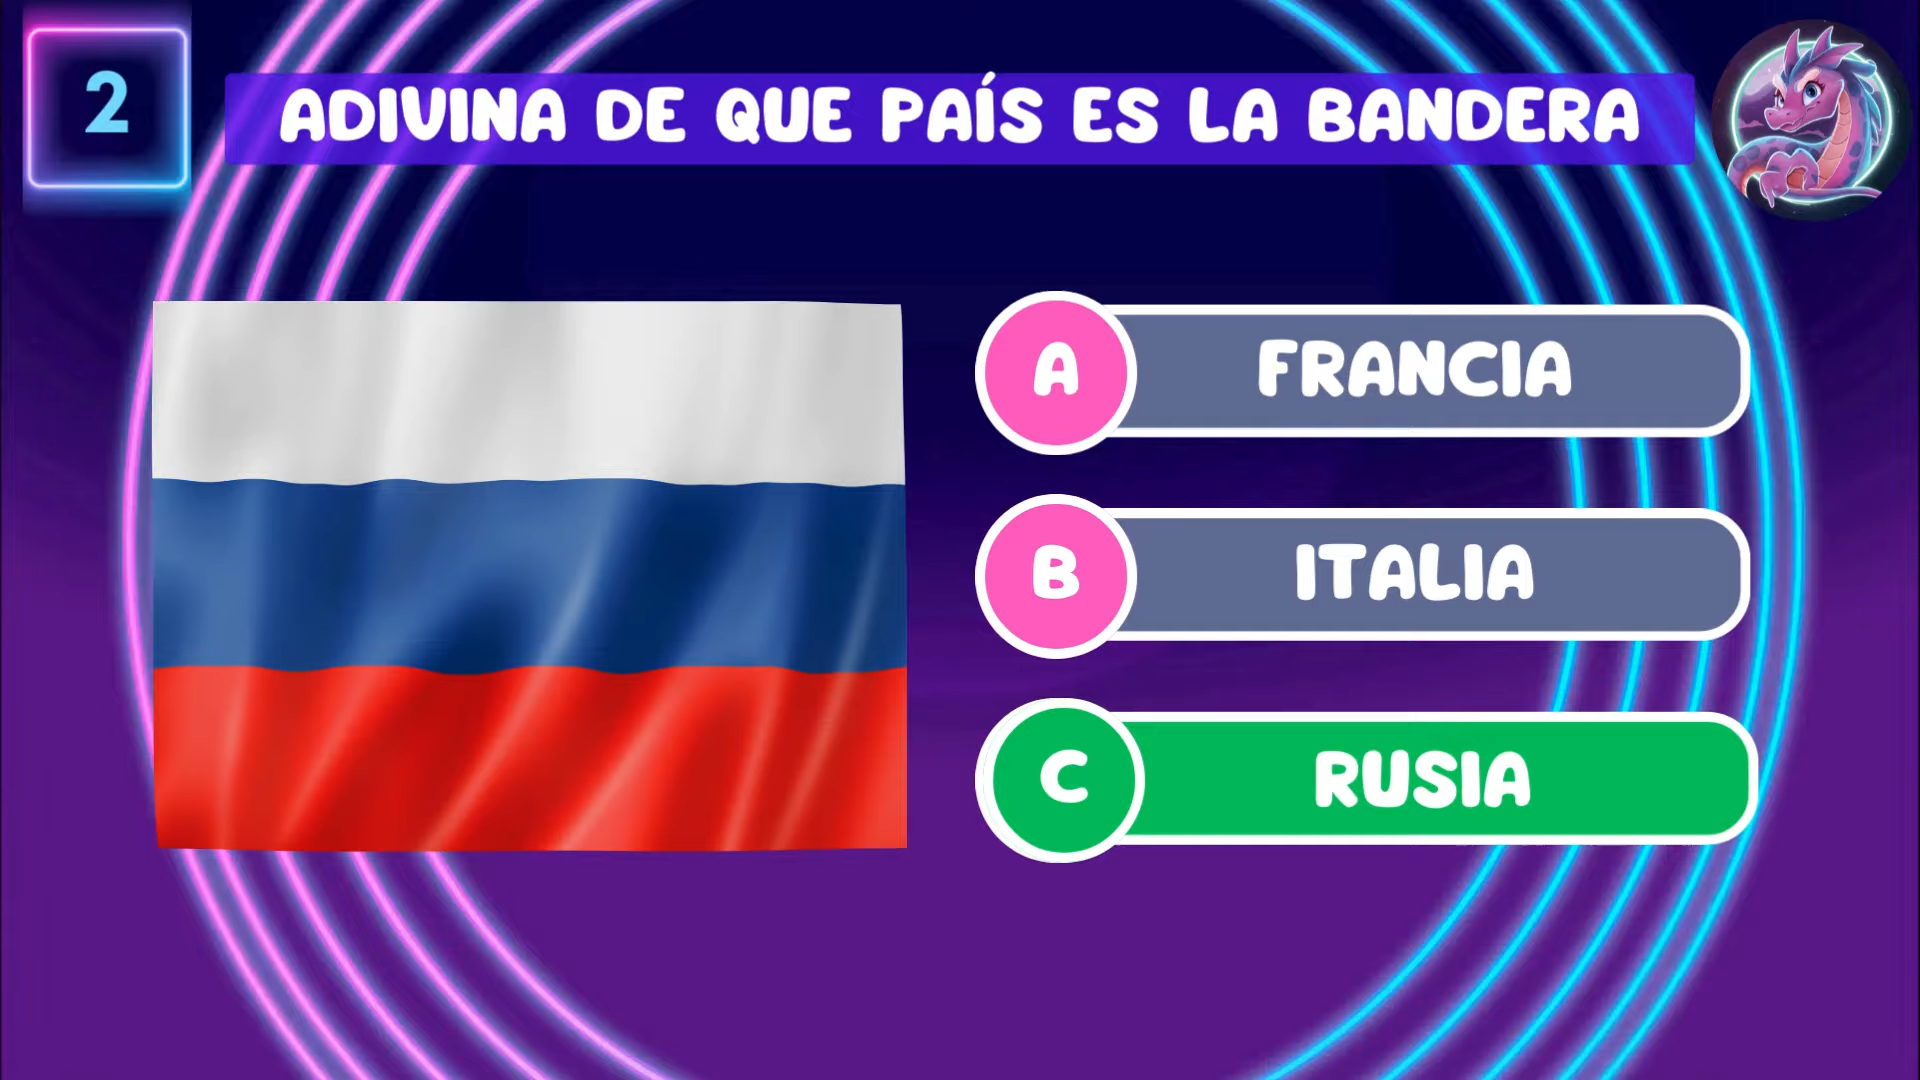 2
ADIVINA DE QUE PAÍS ES LA BANDERA
A FRANCIA
B ITALIA
C RUSIA